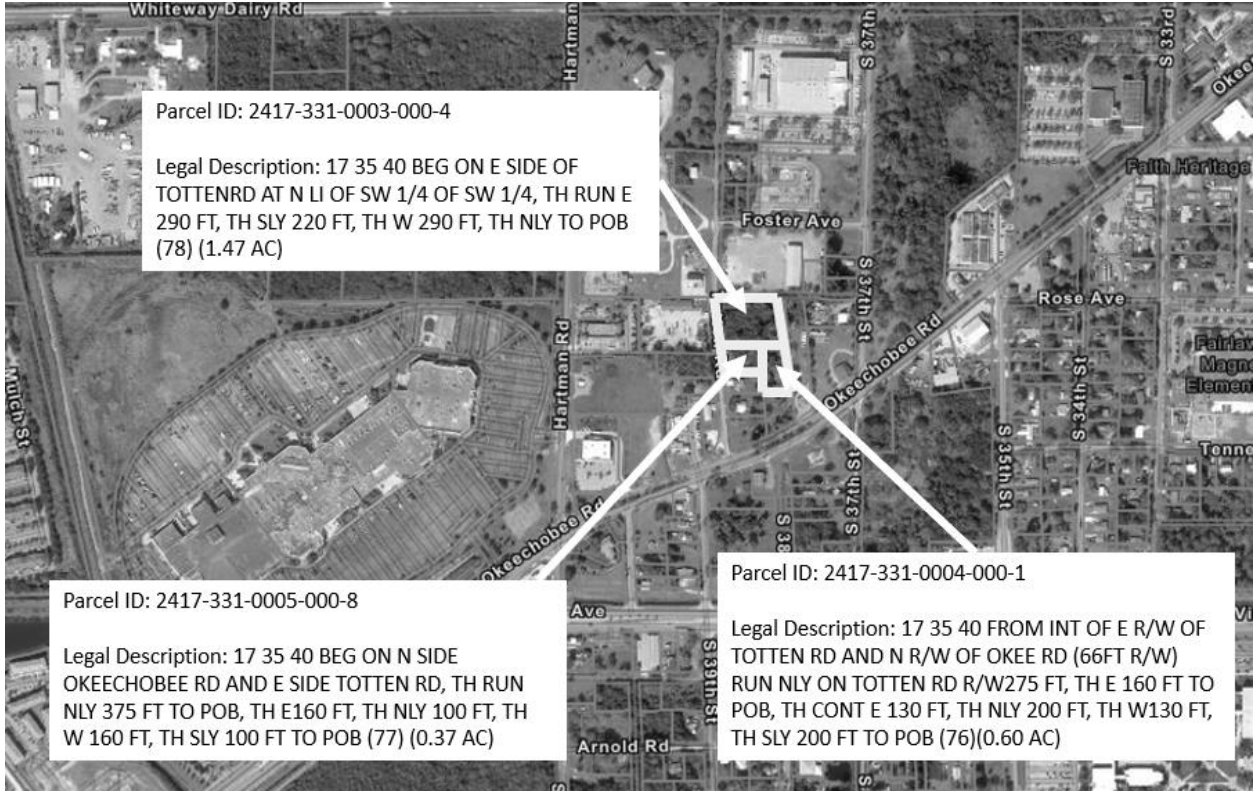 Whiteway Dairy Rd
Hartman
S 37th
S 33rd
Parcel ID: 2417-331-0003-000-4
Legal Description: 17 35 40 BEG ON E SIDE OF
TOTTENRD AT N LI OF SW 1/4 OF SW 1/4, TH RUN E
290 FT, TH SLY 220 FT, TH W 290 FT, TH NLY TO POB
(78) (1.47 AC)
Faith Heritage
Foster Ave
S 37th St
Rose Ave
Hartman Rd
Okeechobee Rd
Mulch St
S 34th St
S 35th St
S 37th St
S 38
Okeechobee Rd
Parcel ID: 2417-331-0004-000-1
Legal Description: 17 35 40 FROM INT OF E R/W OF
TOTTEN RD AND N R/W OF OKEE RD (66FT R/W)
RUN NLY ON TOTTEN RD R/W275 FT, TH E 160 FT TO
POB, TH CONT E 130 FT, TH NLY 200 FT, TH W130 FT,
TH SLY 200 FT TO POB (76)(0.60 AC)
Parcel ID: 2417-331-0005-000-8
Legal Description: 17 35 40 BEG ON N SIDE
OKEECHOBEE RD AND E SIDE TOTTEN RD, TH RUN
NLY 375 FT TO POB, TH E160 FT, TH NLY 100 FT, TH
W 160 FT, TH SLY 100 FT TO POB (77) (0.37 AC)
Ave
S 39th St
Arnold Rd